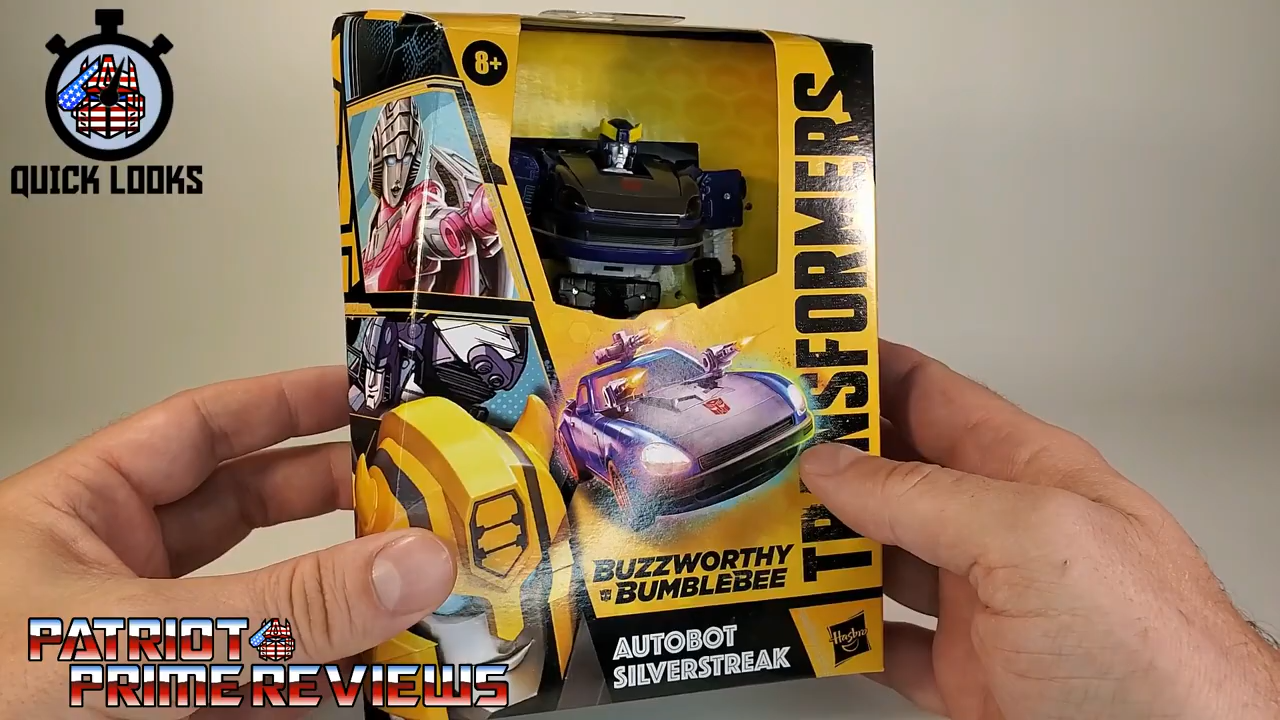 QUICK LOOKS
8+
TRANSFORMERS
BUZZWORTHY
BUMBLEBEE
AUTOBOT
SILVERSTREAK
Hasbro
PATRIOT
PRIME REVIEWS